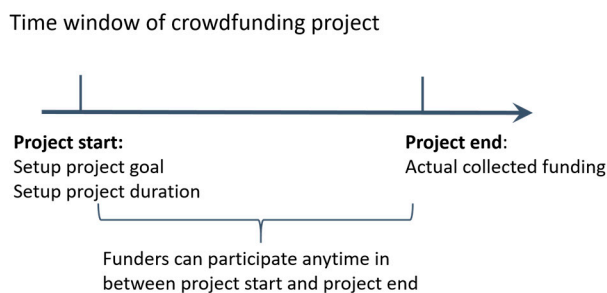 Time window of crowdfunding project
Project start:
Setup project goal
Setup project duration
Project end:
Actual collected funding
Funders can participate anytime in
between project start and project end